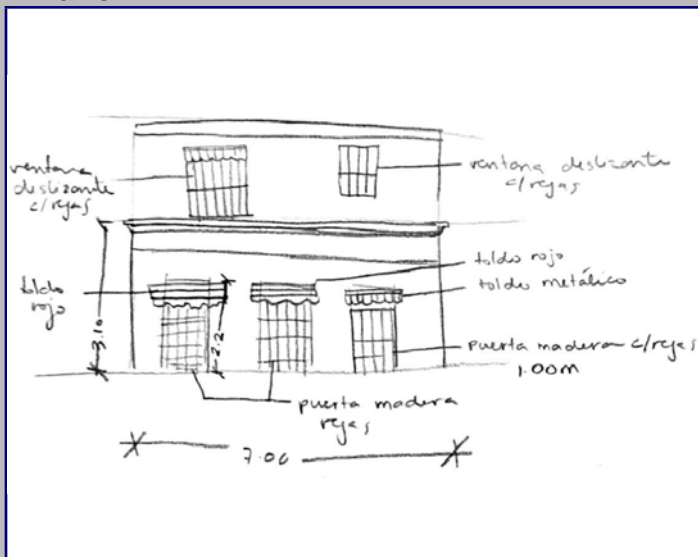 ventana
deslizante
c/rejas
ventana deslizante
c/rejas
toldo rojo
toldo metálico
toldo
rojo
3.10
2.2
puerta madera c/rejas
1.00m
puerta madera
rejas
7.00